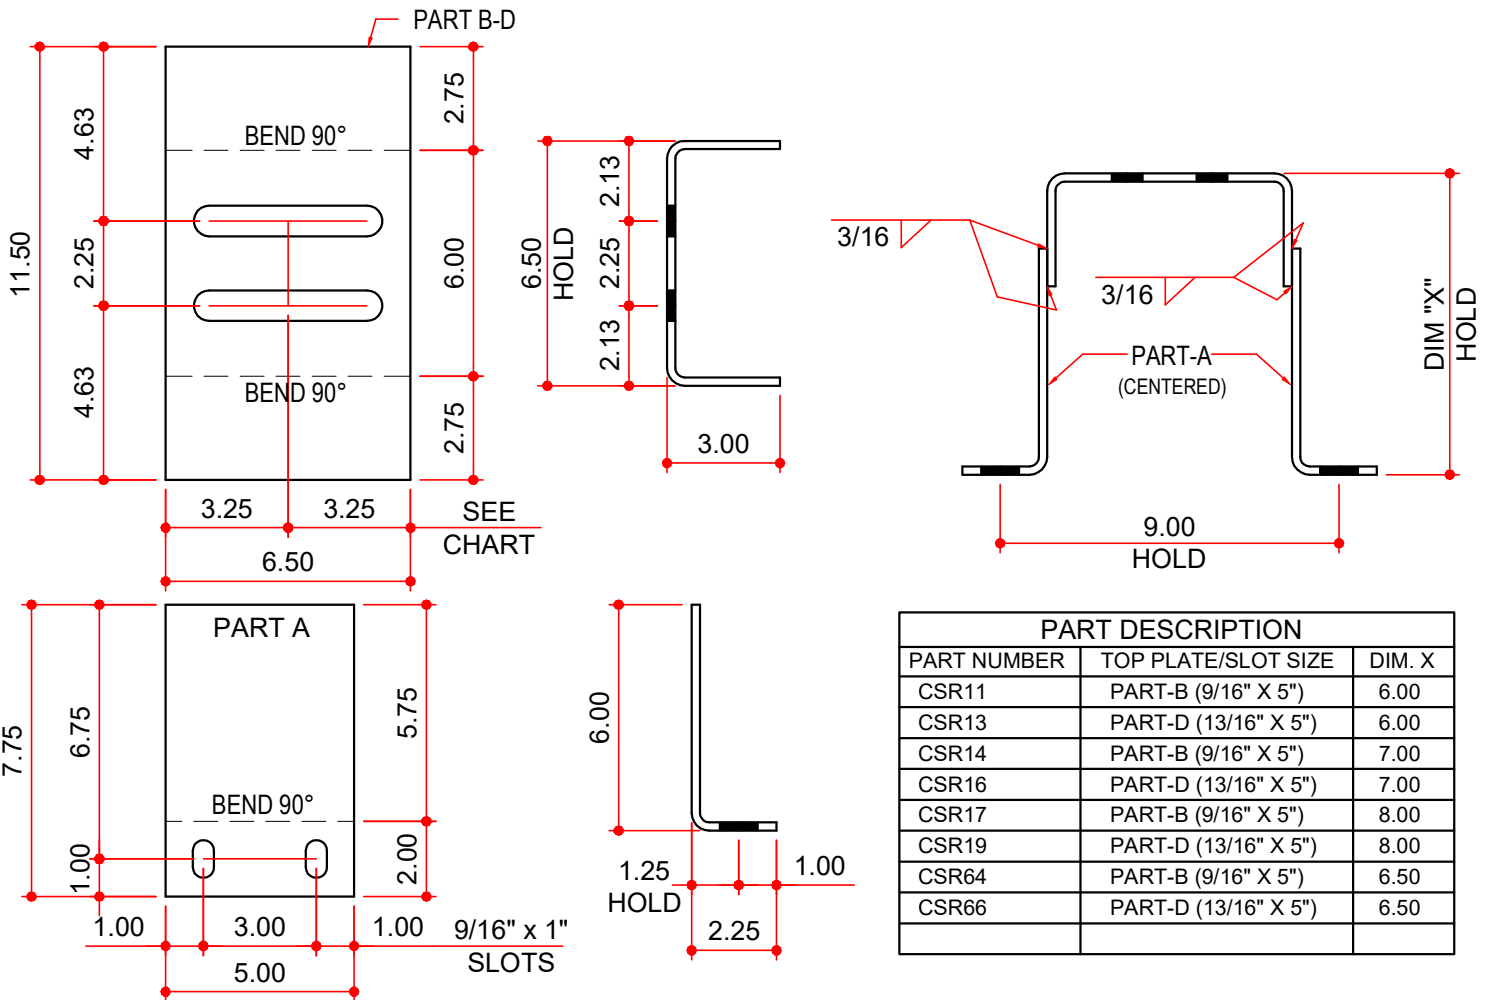 PART B-D
11.50
4.63
2.25
4.63
BEND 90°
BEND 90°
2.75
6.00
2.75
3.25
3.25
SEE
CHART
6.50
6.50
HOLD
2.13
2.25
2.13
3.00
3/16
3/16
PART-A
(CENTERED)
DIM "X"
HOLD
9.00
HOLD
PART A
7.75
6.75
1.00
BEND 90°
5.75
2.00
1.00
3.00
1.00
9/16" x 1"
SLOTS
5.00
6.00
1.25
HOLD
1.00
2.25
PART DESCRIPTION
PART NUMBER TOP PLATE/SLOT SIZE DIM. X
CSR11 PART-B (9/16" X 5") 6.00
CSR13 PART-D (13/16" X 5") 6.00
CSR14 PART-B (9/16" X 5") 7.00
CSR16 PART-D (13/16" X 5") 7.00
CSR17 PART-B (9/16" X 5") 8.00
CSR19 PART-D (13/16" X 5") 8.00
CSR64 PART-B (9/16" X 5") 6.50
CSR66 PART-D (13/16" X 5") 6.50